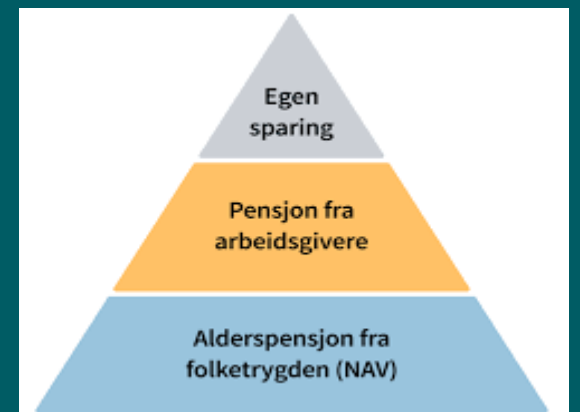 Egen
sparing
Pensjon fra
arbeidsgivere
Alderspensjon fra
folketrygden (NAV)